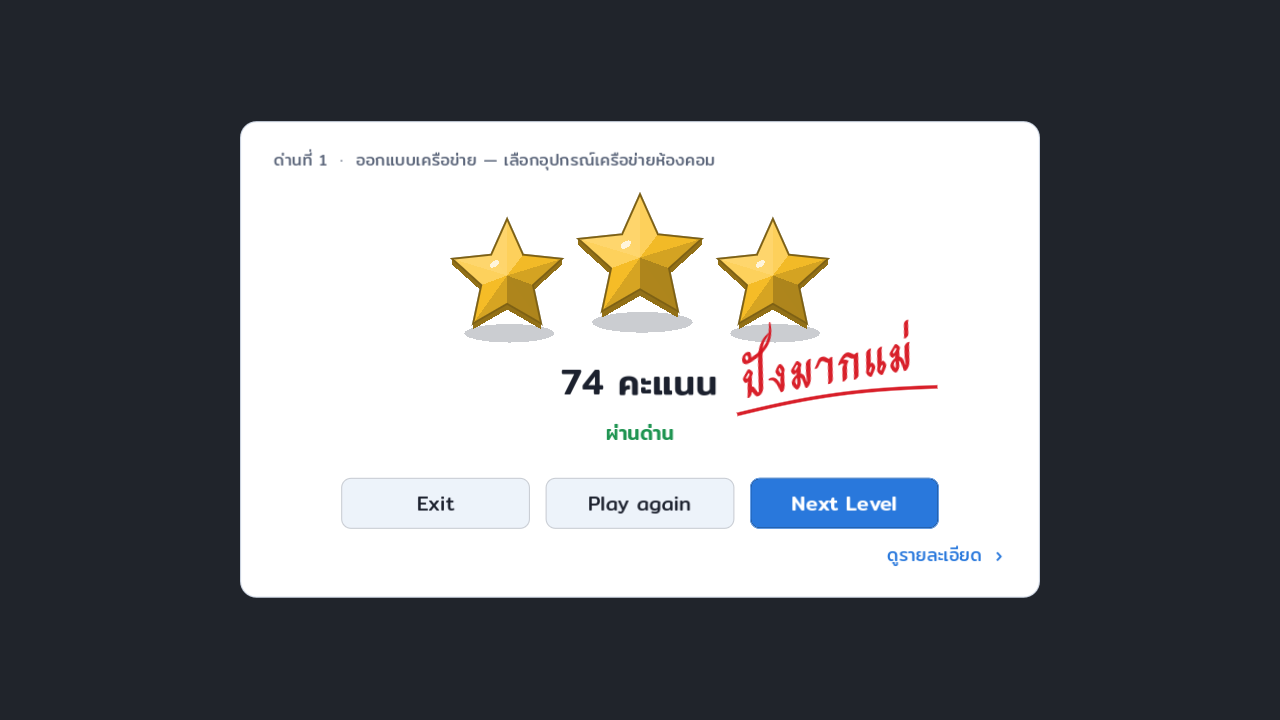 ด่านที่ 1 · ออกแบบเครือข่าย — เลือกอุปกรณ์เครือข่ายห้องคอม
74 คะแนน
ปังมากแม่
ผ่านด่าน
Exit
Play again
Next Level
ดูรายละเอียด ›